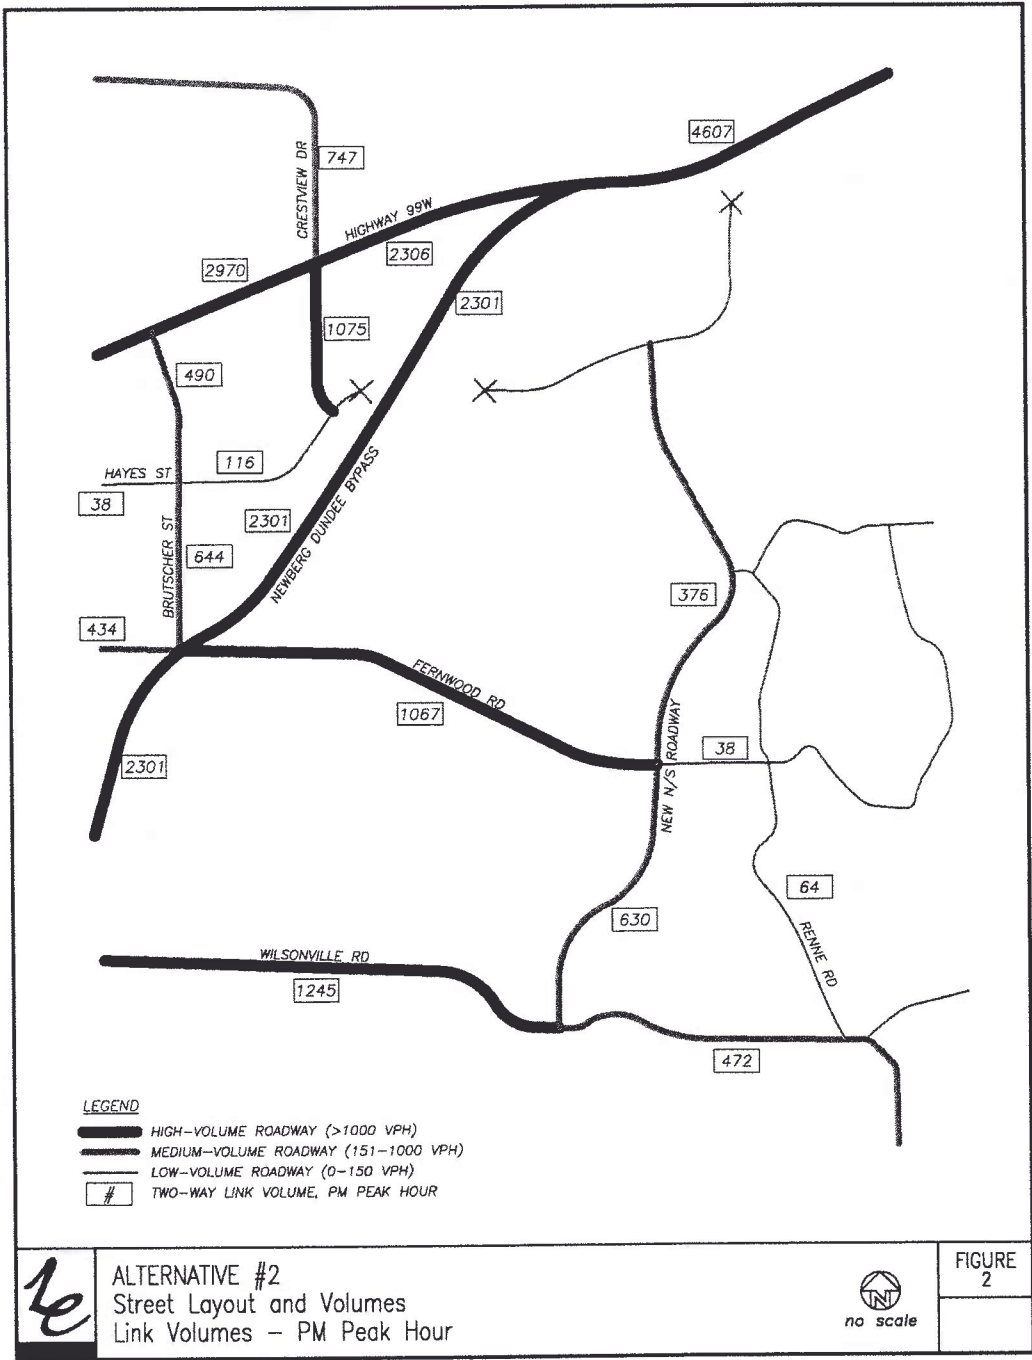 4607
747
CRESTVIEW DR
HIGHWAY 99W
2306
2970
2301
1075
490
116
HAYES ST
38
2301
NEWBERG DUNDEE BYPASS
BRUTSCHER ST
644
376
434
FERNWOOD RD
1067
NEW N/S ROADWAY
38
2301
64
630
RENNE RD
WILSONVILLE RD
1245
472
LEGEND
HIGH-VOLUME ROADWAY (>1000 VPH)
MEDIUM-VOLUME ROADWAY (151-1000 VPH)
LOW-VOLUME ROADWAY (0-150 VPH)
# TWO-WAY LINK VOLUME, PM PEAK HOUR
ALTERNATIVE #2
Street Layout and Volumes
Link Volumes - PM Peak Hour
N
no scale
FIGURE
2